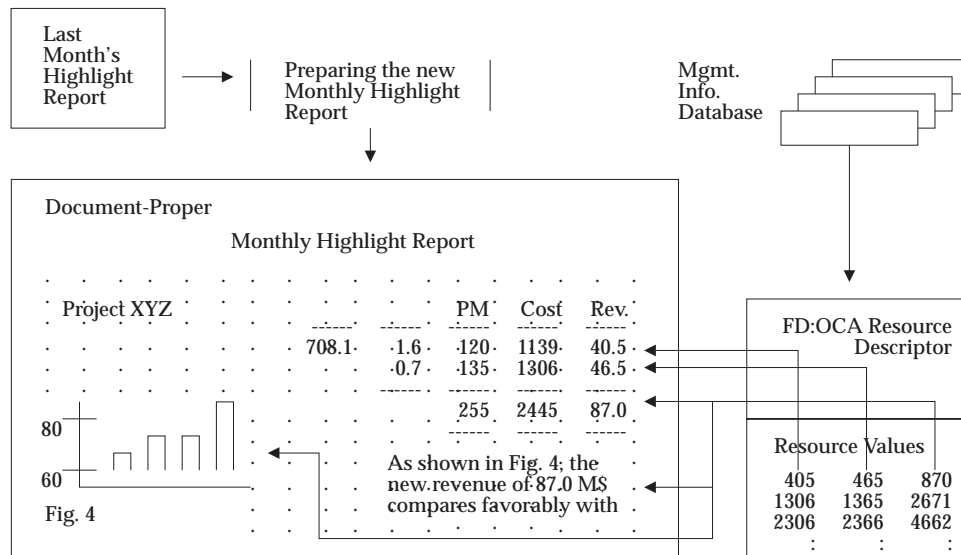 Last
Month's
Highlight
Report
Preparing the new
Monthly Highlight
Report
Mgmt.
Info.
Database
Document-Proper
Monthly Highlight Report
Project XYZ PM Cost Rev.
------ ------ ------ ------ ------
708.1 1.6 120 1139 40.5
0.7 135 1306 46.5
------ ------ ------ ------
255 2445 87.0
------ ------ ------
80
60
Fig. 4
As shown in Fig. 4, the
new revenue of 87.0 M$
compares favorably with
FD:OCA Resource
Descriptor
Resource Values
405 465 870
1306 1365 2671
2306 2366 4662
: : :